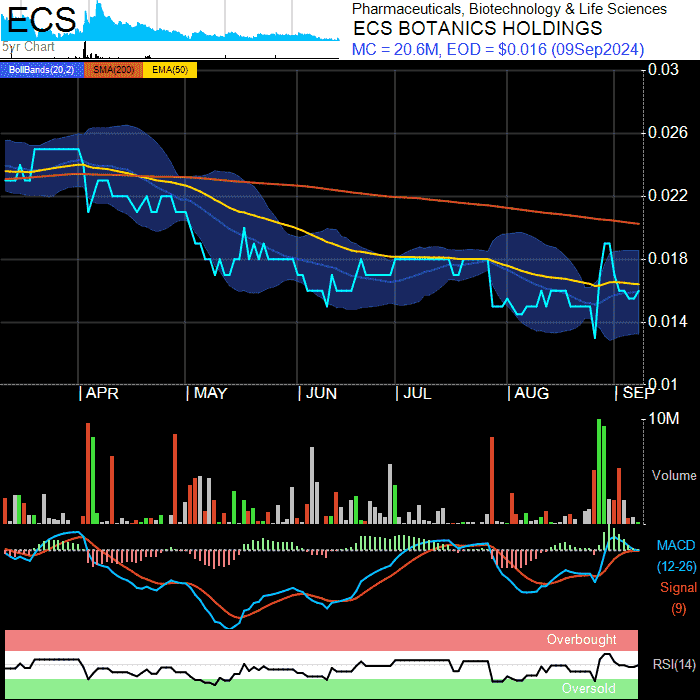 ECS
5yr Chart
Pharmaceuticals, Biotechnology & Life Sciences
ECS BOTANICS HOLDINGS
MC = 20.6M, EOD = $0.016 (09Sep2024)
BollBands(20,2) SMA(200) EMA(50)
0.03
0.026
0.022
0.018
0.014
0.01
APR MAY JUN JUL AUG SEP
10M
Volume
MACD
(12-26)
Signal
(9)
Overbought
RSI(14)
Oversold